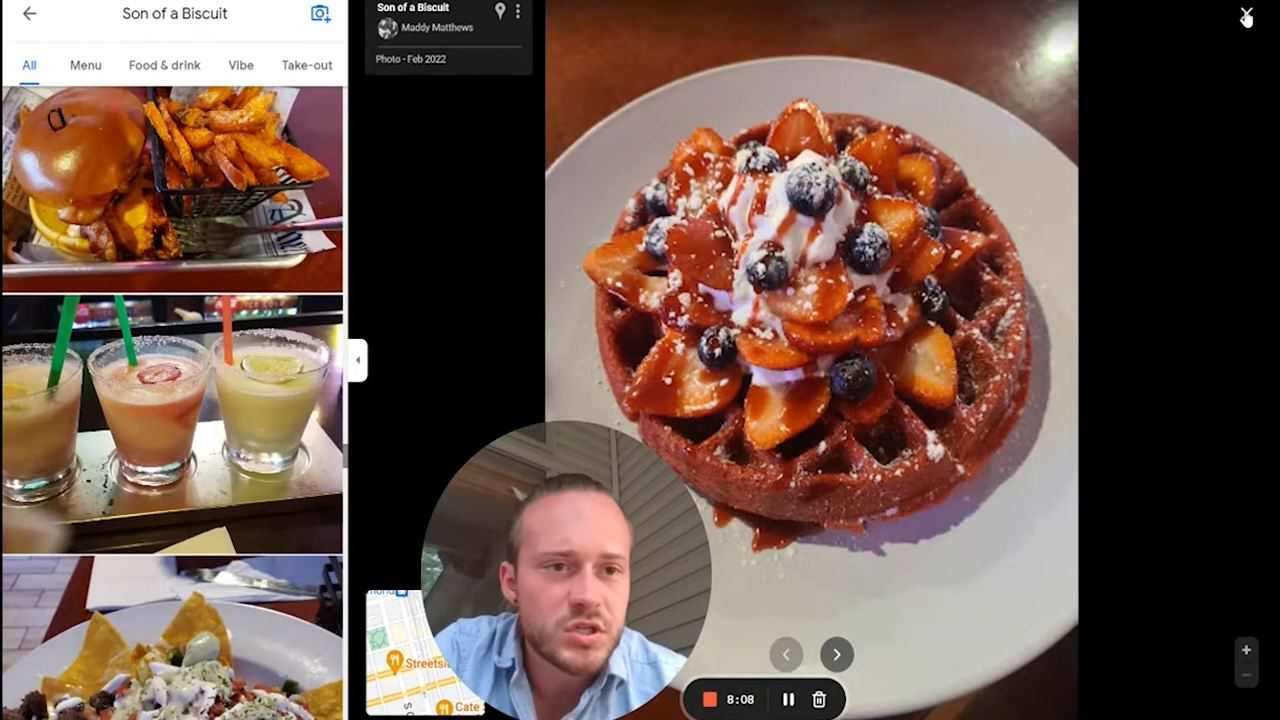 Son of a Biscuit
All
Menu
Food & drink
Vibe
Take-out
Son of a Biscuit
Maddy Matthews
Photo - Feb 2022
Cate
8:08